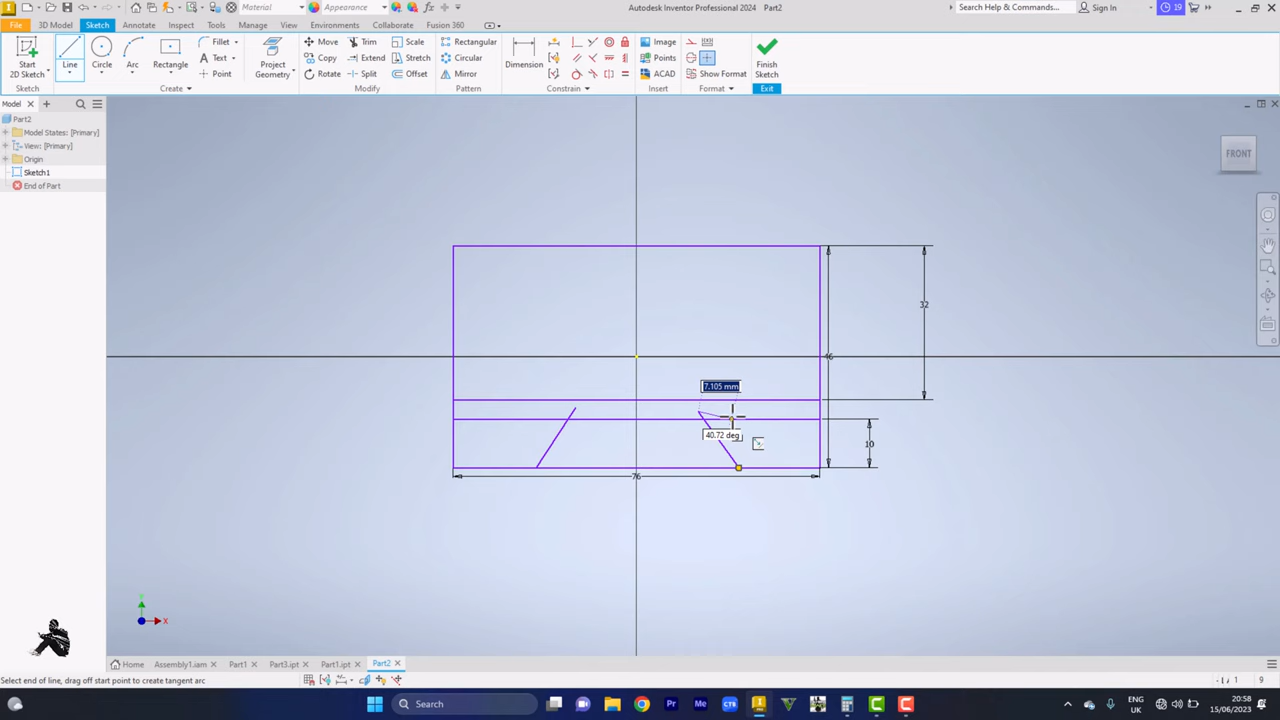 Material
Appearance
Autodesk Inventor Professional 2024 Part2
Search Help & Commands...
Sign In
19
File
3D Model
Sketch
Annotate
Inspect
Tools
Manage
View
Environments
Collaborate
Fusion 360
Start
2D Sketch
Line
Circle
Arc
Rectangle
Fillet
Text
Point
Project
Geometry
Move
Copy
Rotate
Trim
Extend
Split
Scale
Stretch
Offset
Rectangular
Circular
Mirror
Dimension
Image
Points
ACAD
Show Format
Finish
Sketch
Sketch
Create
Modify
Pattern
Constrain
Insert
Format
Exit
Model
Part2
Model States: [Primary]
View: [Primary]
Origin
Sketch1
End of Part
FRONT
32
46
7.105 mm
40.72 deg
10
76
X
Home
Assembly1.iam
Part1
Part3.ipt
Part1.ipt
Part2
Select end of line, drag off start point to create tangent arc
1
9
Search
Pr
Me
CTB
ENG
UK
20:58
15/06/2023